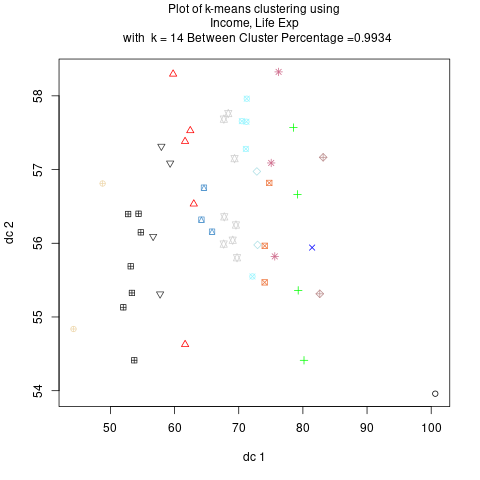 Plot of k-means clustering using
Income, Life Exp
with k = 14 Between Cluster Percentage =0.9934
58
57
56
55
54
dc 2
50 60 70 80 90 100
dc 1